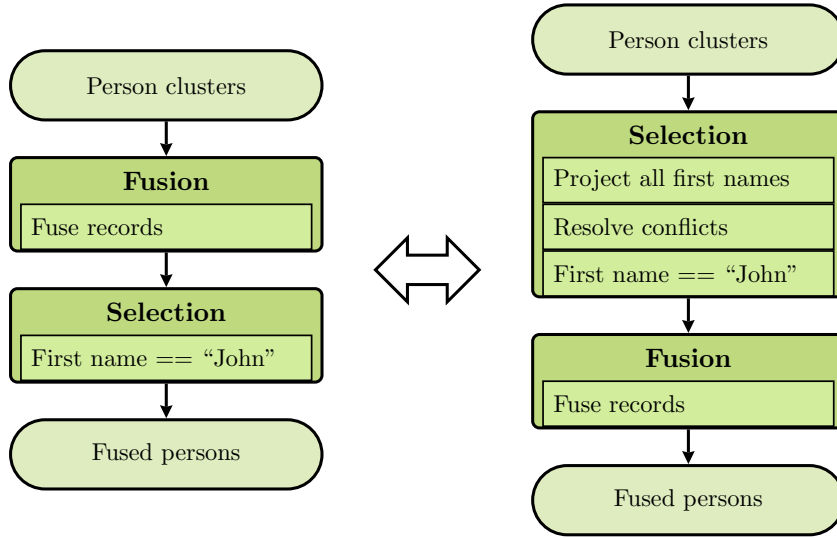 Person clusters
Fusion
Fuse records
Selection
First name == “John”
Fused persons
Person clusters
Selection
Project all first names
Resolve conflicts
First name == “John”
Fusion
Fuse records
Fused persons